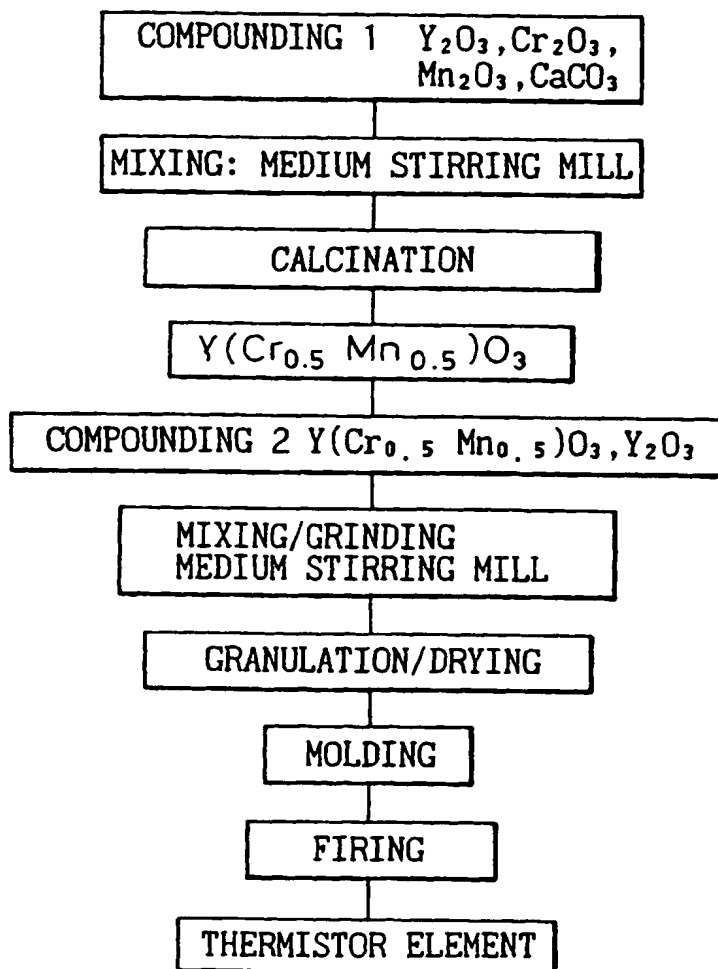 COMPOUNDING 1 Y₂O₃,Cr₂O₃,
Mn₂O₃,CaCO₃
MIXING: MEDIUM STIRRING MILL
CALCINATION
Y(Cr₀.₅ Mn₀.₅)O₃
COMPOUNDING 2 Y(Cr₀.₅ Mn₀.₅)O₃,Y₂O₃
MIXING/GRINDING
MEDIUM STIRRING MILL
GRANULATION/DRYING
MOLDING
FIRING
THERMISTOR ELEMENT